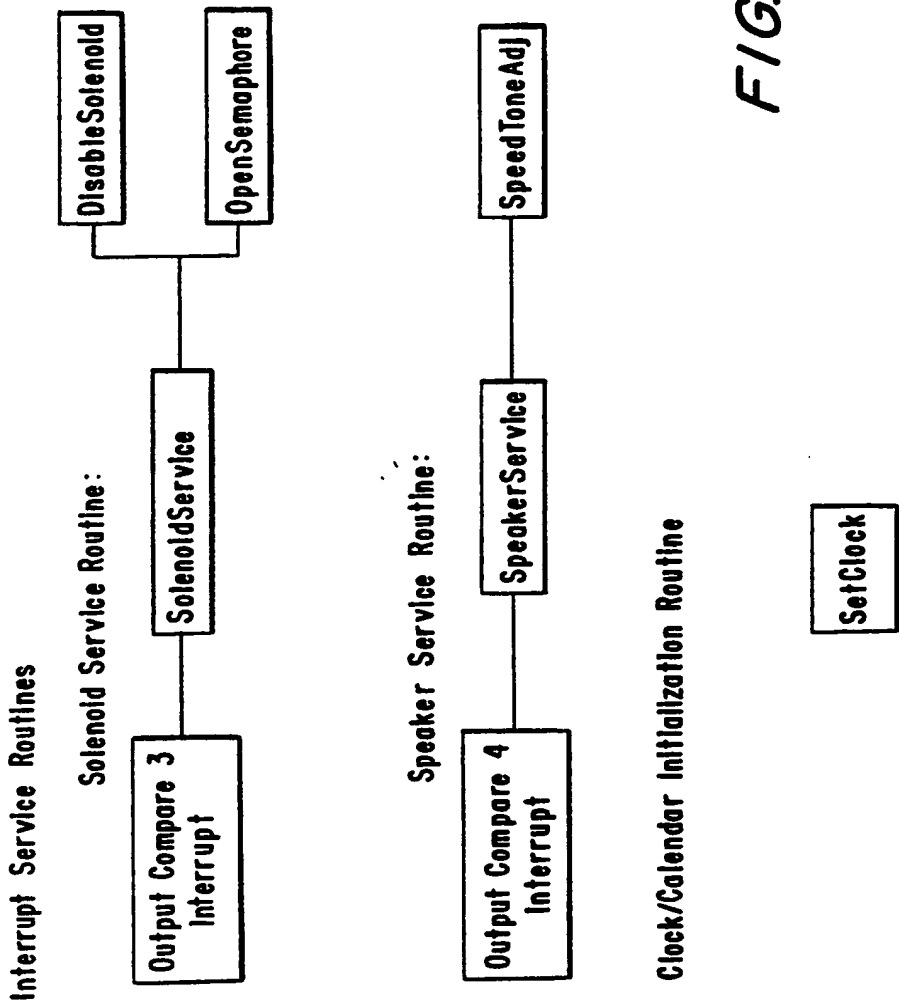 Interrupt Service Routines
Solenoid Service Routine:
Output Compare 3
Interrupt
SolenoidService
DisableSolenoid
OpenSemaphore
Speaker Service Routine:
Output Compare 4
Interrupt
SpeakerService
SpeedToneAdj
Clock/Calendar Initialization Routine
SetClock
FIG.